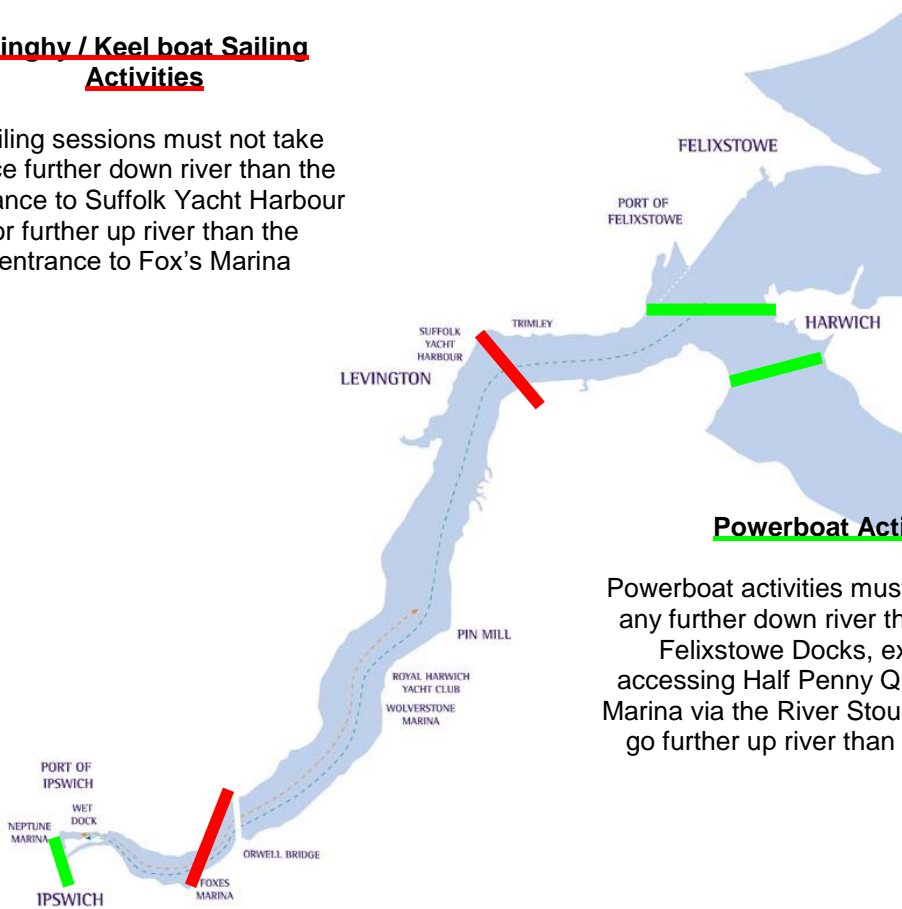 inghy / Keel boat Sailing
Activities
iling sessions must not take
ce further down river than the
ance to Suffolk Yacht Harbour
or further up river than the
entrance to Fox's Marina
FELIXSTOWE
PORT OF
FELIXSTOWE
HARWICH
TRIMLEY
SUFFOLK
YACHT
HARBOUR
LEVINGTON
Powerboat Acti
Powerboat activities must
any further down river th
Felixstowe Docks, ex
accessing Half Penny Q
Marina via the River Stou
go further up river than
PIN MILL
ROYAL HARWICH
YACHT CLUB
WOLVERSTONE
MARINA
PORT OF
IPSWICH
WET
DOCK
NEPTUNE
MARINA
ORWELL BRIDGE
FOXES
MARINA
IPSWICH